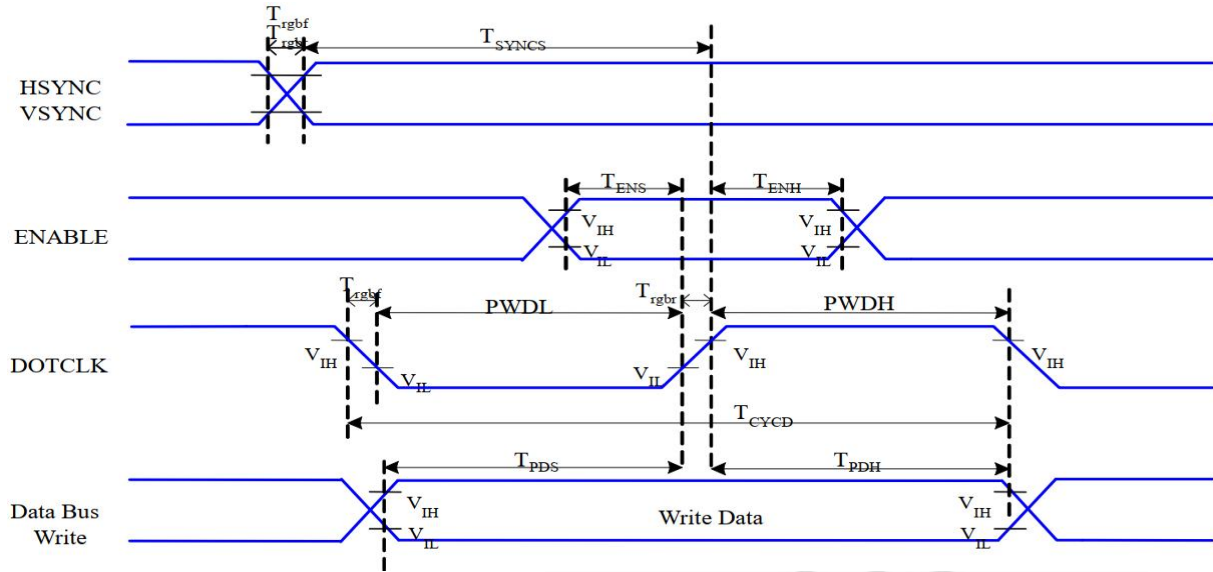 Trgbf
Trgbr
TSYNCS
HSYNC
VSYNC
TENS
TENH
ENABLE
VIH
VIH
VIL
VIL
Trgbf
PWDL
Trgbr
PWDH
DOTCLK
VIH
VIL
VIL
VIH
VIH
TCYCD
TPDS
TPDH
Data Bus
Write
VIH
VIL
Write Data
VIH
VIL